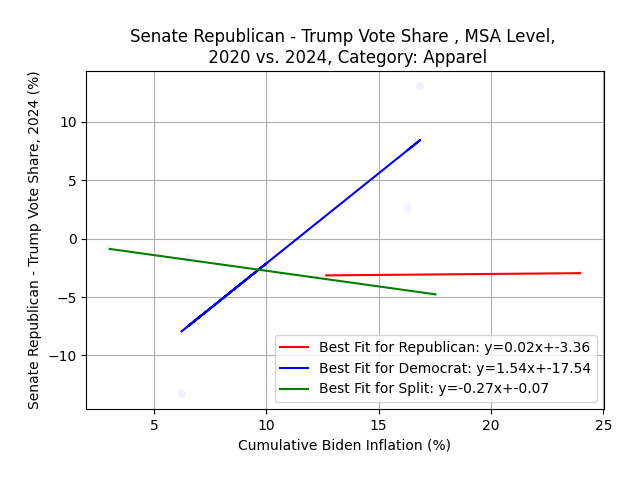 Senate Republican - Trump Vote Share , MSA Level,
2020 vs. 2024, Category: Apparel
Senate Republican - Trump Vote Share, 2024 (%)
10
5
0
−5
−10
5
10
15
20
25
Cumulative Biden Inflation (%)
Best Fit for Republican: y=0.02x+-3.36
Best Fit for Democrat: y=1.54x+-17.54
Best Fit for Split: y=-0.27x+-0.07